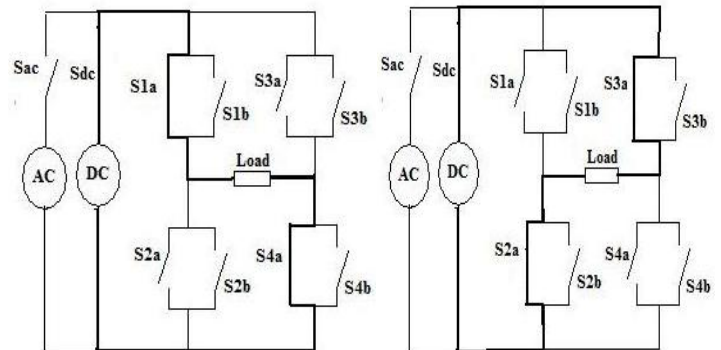 Sac
Sdc
S1a
S1b
S3a
S3b
AC
DC
Load
S2a
S2b
S4a
S4b
Sac
Sdc
S1a
S1b
S3a
S3b
AC
DC
Load
S2a
S2b
S4a
S4b